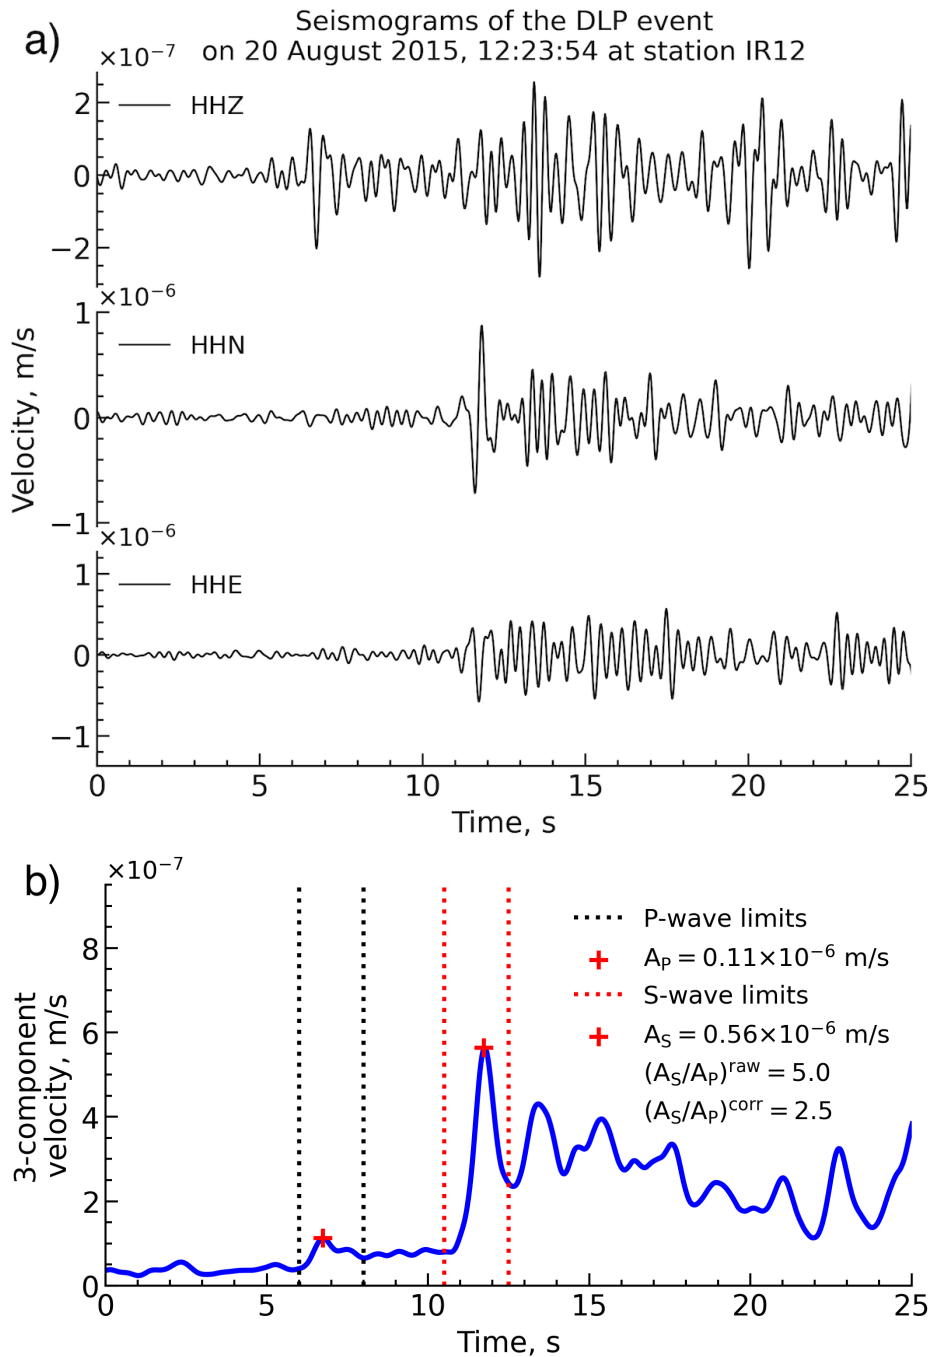 a)
Seismograms of the DLP event
on 20 August 2015, 12:23:54 at station IR12
×10⁻⁷
HHZ
2
0
−2
×10⁻⁶
1
HHN
0
−1
×10⁻⁶
1
HHE
0
−1
Velocity, m/s
0 5 10 15 20 25
Time, s
b)
×10⁻⁷
P-wave limits
A_P = 0.11×10⁻⁶ m/s
S-wave limits
A_S = 0.56×10⁻⁶ m/s
(A_S/A_P)^raw = 5.0
(A_S/A_P)^corr = 2.5
8
6
4
2
0
3-component
velocity, m/s
0 5 10 15 20 25
Time, s